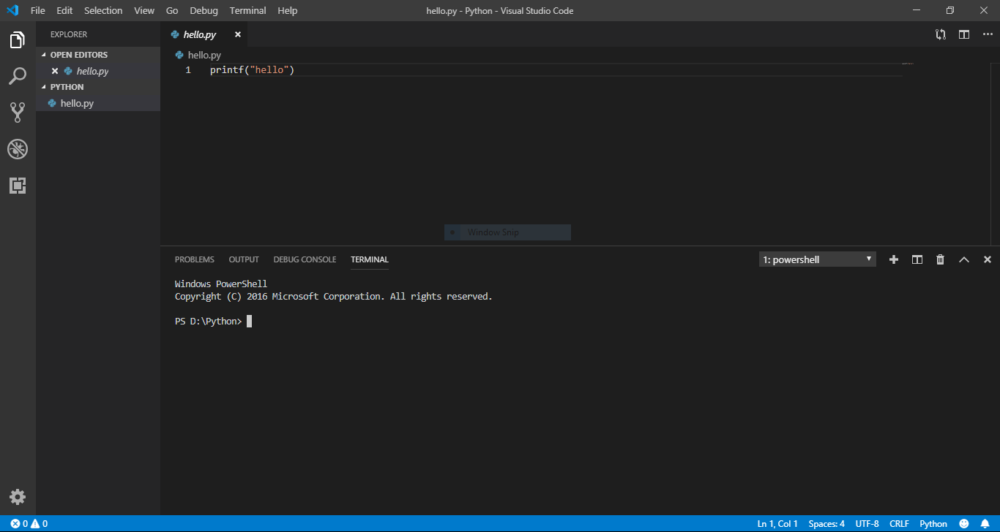 File Edit Selection View Go Debug Terminal Help
hello.py - Python - Visual Studio Code
EXPLORER
OPEN EDITORS
hello.py
PYTHON
hello.py
hello.py
hello.py
1 printf("hello")
Window Snip
PROBLEMS OUTPUT DEBUG CONSOLE TERMINAL
1: powershell
Windows PowerShell
Copyright (C) 2016 Microsoft Corporation. All rights reserved.
PS D:\Python>
0 0
Ln 1, Col 1 Spaces: 4 UTF-8 CRLF Python